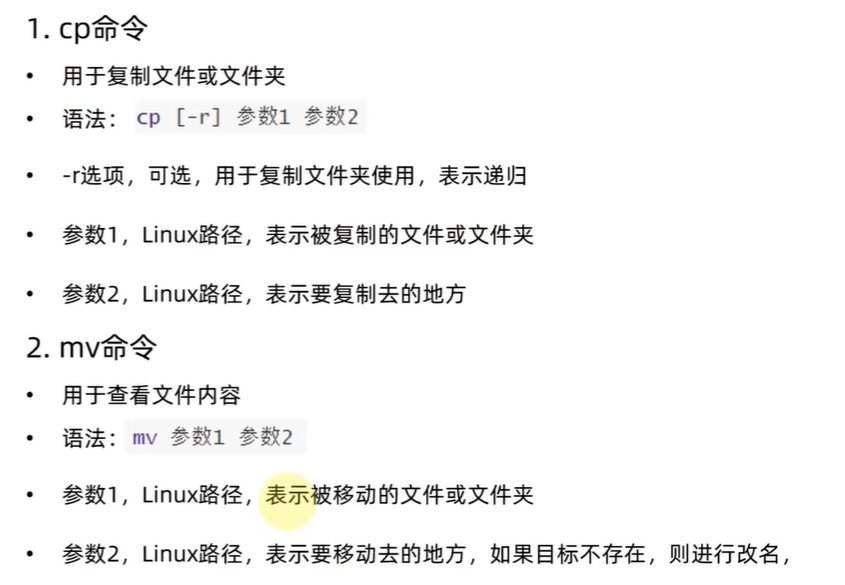 1. cp命令
• 用于复制文件或文件夹
• 语法： cp [-r] 参数1 参数2
• -r选项，可选，用于复制文件夹使用，表示递归
• 参数1，Linux路径，表示被复制的文件或文件夹
• 参数2，Linux路径，表示要复制去的地方
2. mv命令
• 用于查看文件内容
• 语法： mv 参数1 参数2
• 参数1，Linux路径，表示被移动的文件或文件夹
• 参数2，Linux路径，表示要移动去的地方，如果目标不存在，则进行改名，